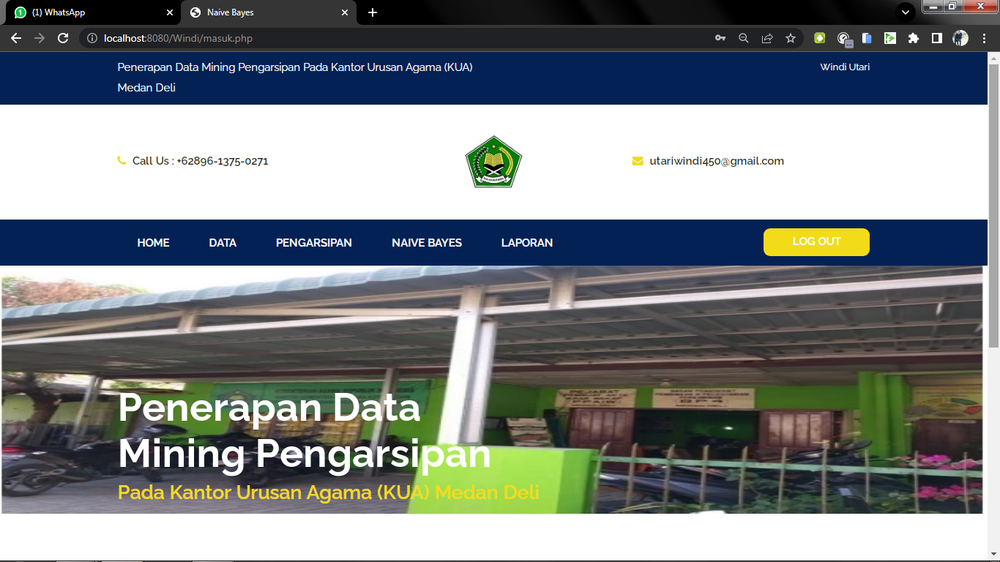 (1) WhatsApp
Naive Bayes
localhost:8080/Windi/masuk.php
Penerapan Data Mining Pengarsipan Pada Kantor Urusan Agama (KUA)
Medan Deli
Windi Utari
Call Us : +62896-1375-0271
utariwindi450@gmail.com
HOME
DATA
PENGARSIPAN
NAIVE BAYES
LAPORAN
LOG OUT
Penerapan Data
Mining Pengarsipan
Pada Kantor Urusan Agama (KUA) Medan Deli
BP4